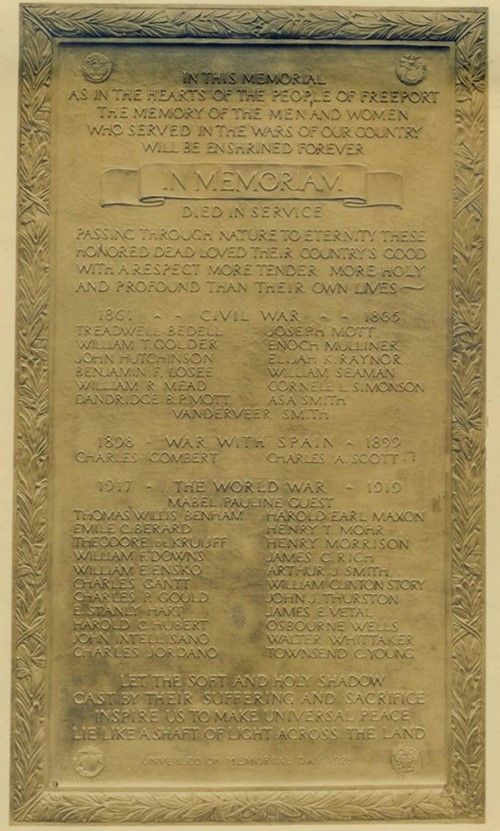 IN THIS MEMORIAL
AS IN THE HEARTS OF THE PEOPLE OF FREEPORT
THE MEMORY OF THE MEN AND WOMEN
WHO SERVED IN THE WARS OF OUR COUNTRY
WILL BE ENSHRINED FOREVER
IN MEMORIAM
DIED IN SERVICE
PASSING THROUGH NATURE TO ETERNITY THESE
HONORED DEAD LOVED THEIR COUNTRY'S GOOD
WITH A RESPECT MORE TENDER MORE HOLY
AND PROFOUND THAN THEIR OWN LIVES~
1861 - - CIVIL WAR - - 1865
TREADWELL BEDELL JOSEPH MOTT
WILLIAM T. COLDER ENOCH MULLINER
JOHN HUTCHINSON ELIJAH K. RAYNOR
BENJAMIN F. LOSEE WILLIAM SEAMAN
WILLIAM R. MEAD CORNELL L. S. MONSON
DANDRIDGE B. P. MOTT ASA SMITH
VANDERVEER SMITH
1898 - WAR WITH SPAIN - 1899
CHARLES COMBERT CHARLES A. SCOTT
1917 - THE WORLD WAR - 1919
MABEL PAULINE GUEST
THOMAS WILLIS BENHAM HAROLD EARL MAXON
EMILE C. BERARD HENRY T. MOHR
THEODORE DE KRUIJFF HENRY MORRISON
WILLIAM F. DOWNS JAMES C. RICH
WILLIAM E. ENSKO ARTHUR J. SMITH
CHARLES GANTT WILLIAM CLINTON STORY
CHARLES P. GOULD JOHN J. THURSTON
E. STANLY HART JAMES E. VETAL
HAROLD C. HUBERT OSBOURNE WELLS
JOHN INTELLISANO WALTER WHITTAKER
CHARLES JORDANO TOWNSEND C. YOUNG
LET THE SOFT AND HOLY SHADOW
CAST BY THEIR SUFFERING AND SACRIFICE
INSPIRE US TO MAKE UNIVERSAL PEACE
LIE LIKE A SHAFT OF LIGHT ACROSS THE LAND
UNVEILED ON MEMORIAL DAY 1926